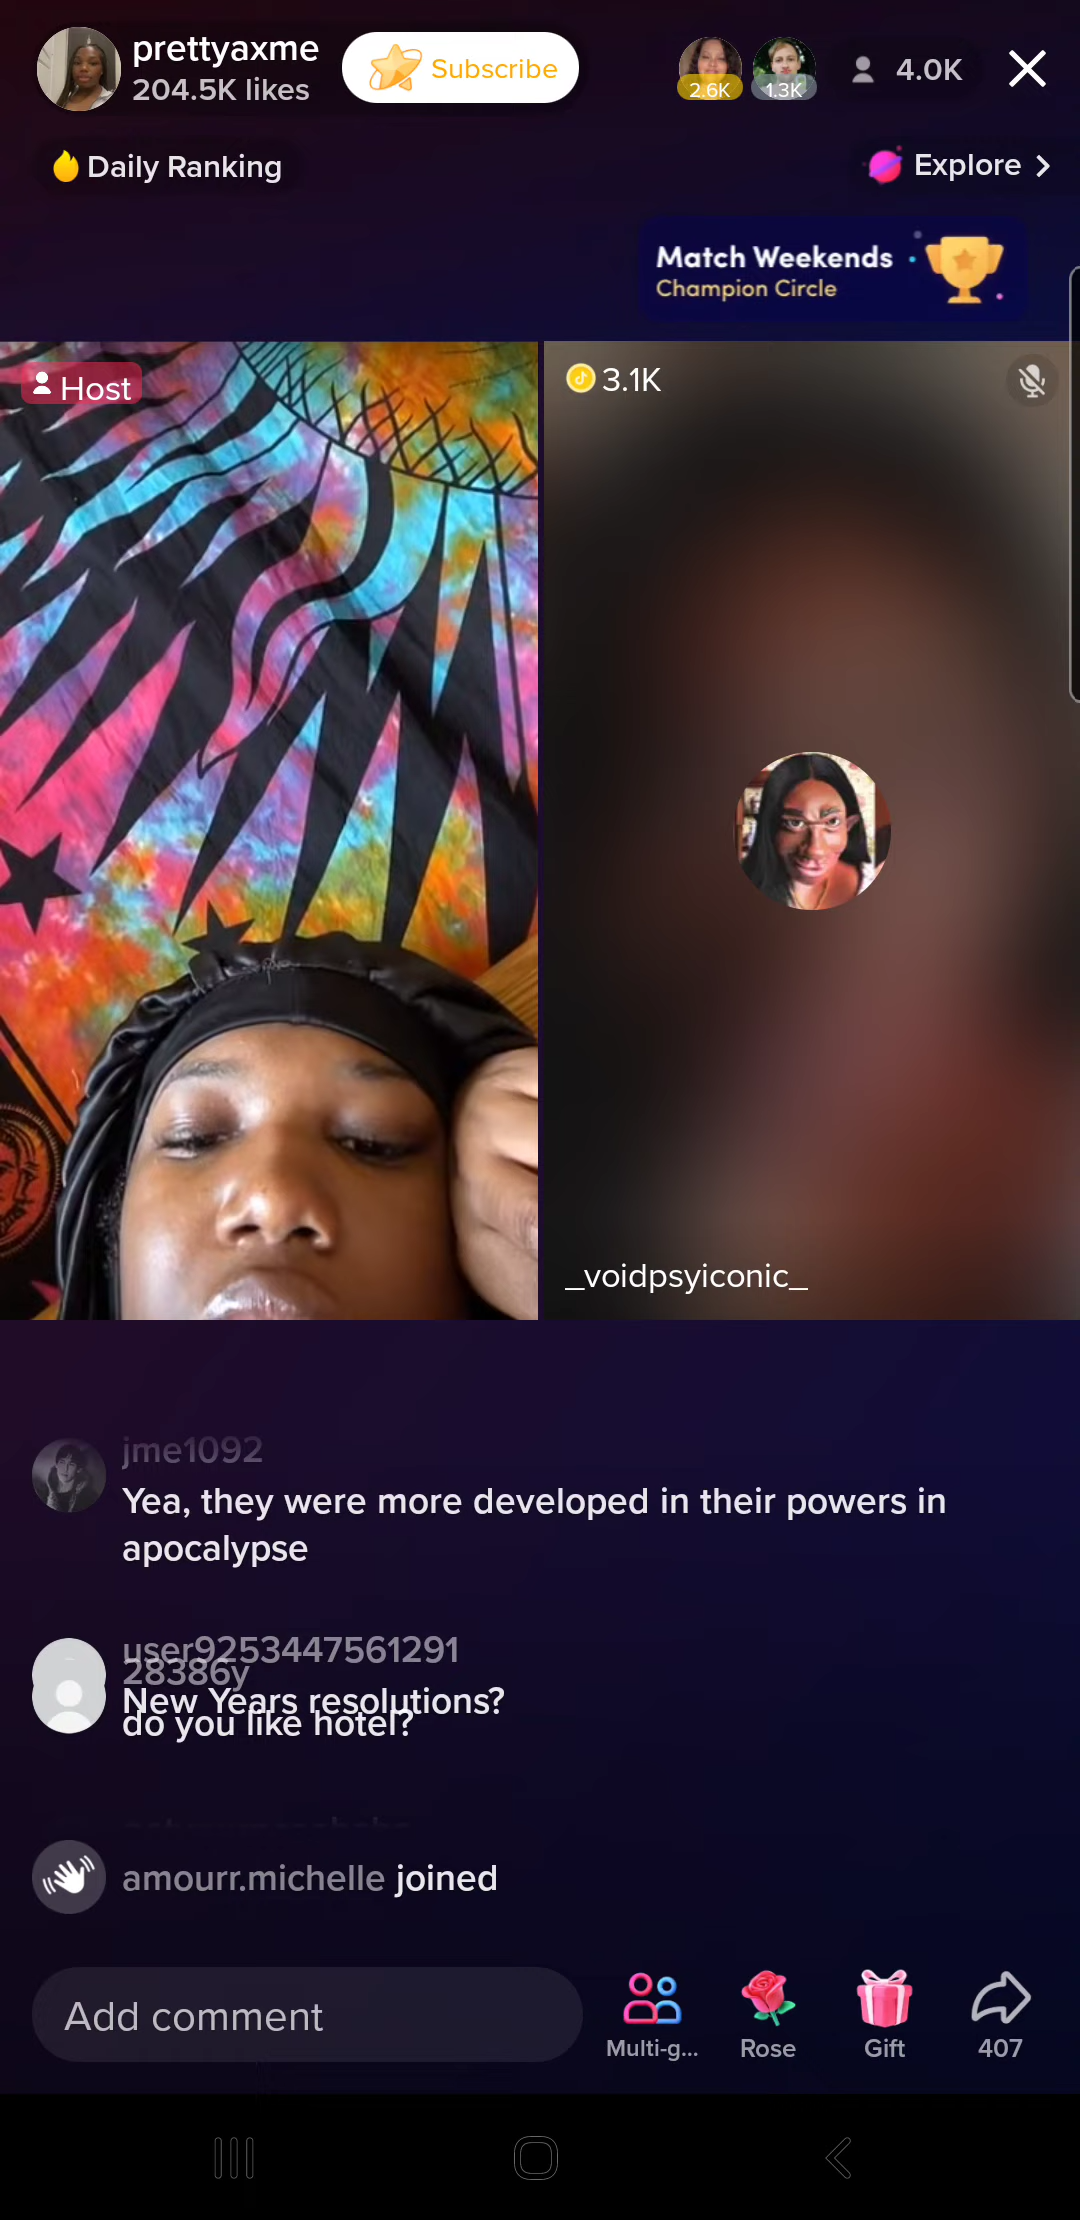 prettyaxme
204.5K likes
Subscribe
2.6K
1.3K
4.0K
Daily Ranking
Explore
Match Weekends
Champion Circle
Host
3.1K
_voidpsyiconic_
jme1092
Yea, they were more developed in their powers in
apocalypse
user9253447561291
28386y
New Years resolutions?
do you like hotel?
amourr.michelle joined
Add comment
Multi-g...
Rose
Gift
407